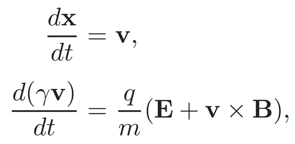 d𝐱/dt = 𝐯,
d(γ𝐯)/dt = q/m (𝐄 + 𝐯 × 𝐁),